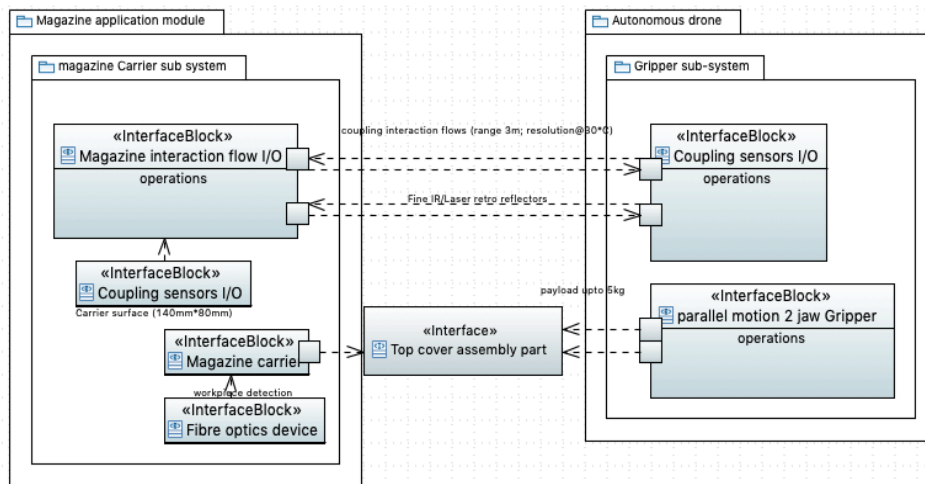 Magazine application module
magazine Carrier sub system
«InterfaceBlock»
Magazine interaction flow I/O
operations
«InterfaceBlock»
Coupling sensors I/O
Carrier surface (140mm*80mm)
«InterfaceBlock»
Magazine carrier
workpiece detection
«InterfaceBlock»
Fibre optics device
coupling interaction flows (range 3m; resolution@30°C)
Fine IR/Laser retro reflectors
payload upto 5kg
«Interface»
Top cover assembly part
Autonomous drone
Gripper sub-system
«InterfaceBlock»
Coupling sensors I/O
operations
«InterfaceBlock»
parallel motion 2 jaw Gripper
operations